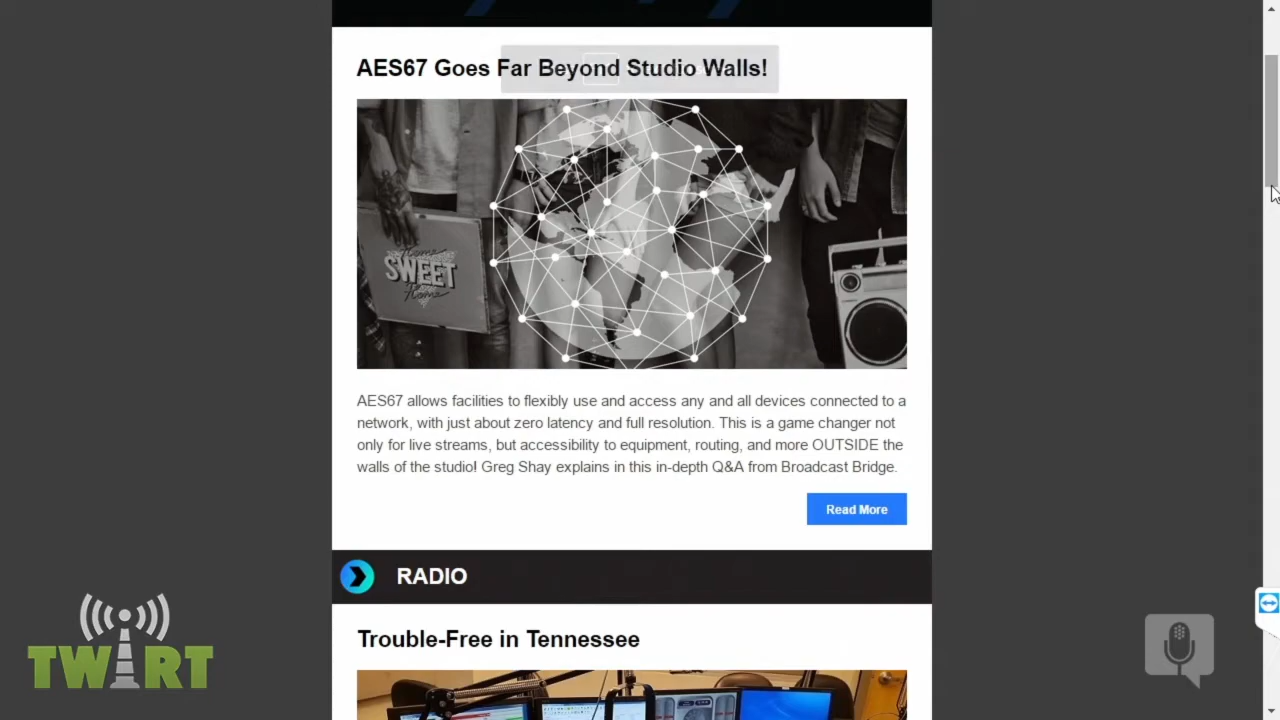 AES67 Goes Far Beyond Studio Walls!
Home
SWEET
Home
AES67 allows facilities to flexibly use and access any and all devices connected to a
network, with just about zero latency and full resolution. This is a game changer not
only for live streams, but accessibility to equipment, routing, and more OUTSIDE the
walls of the studio! Greg Shay explains in this in-depth Q&A from Broadcast Bridge.
Read More
RADIO
Trouble-Free in Tennessee
TWiRT